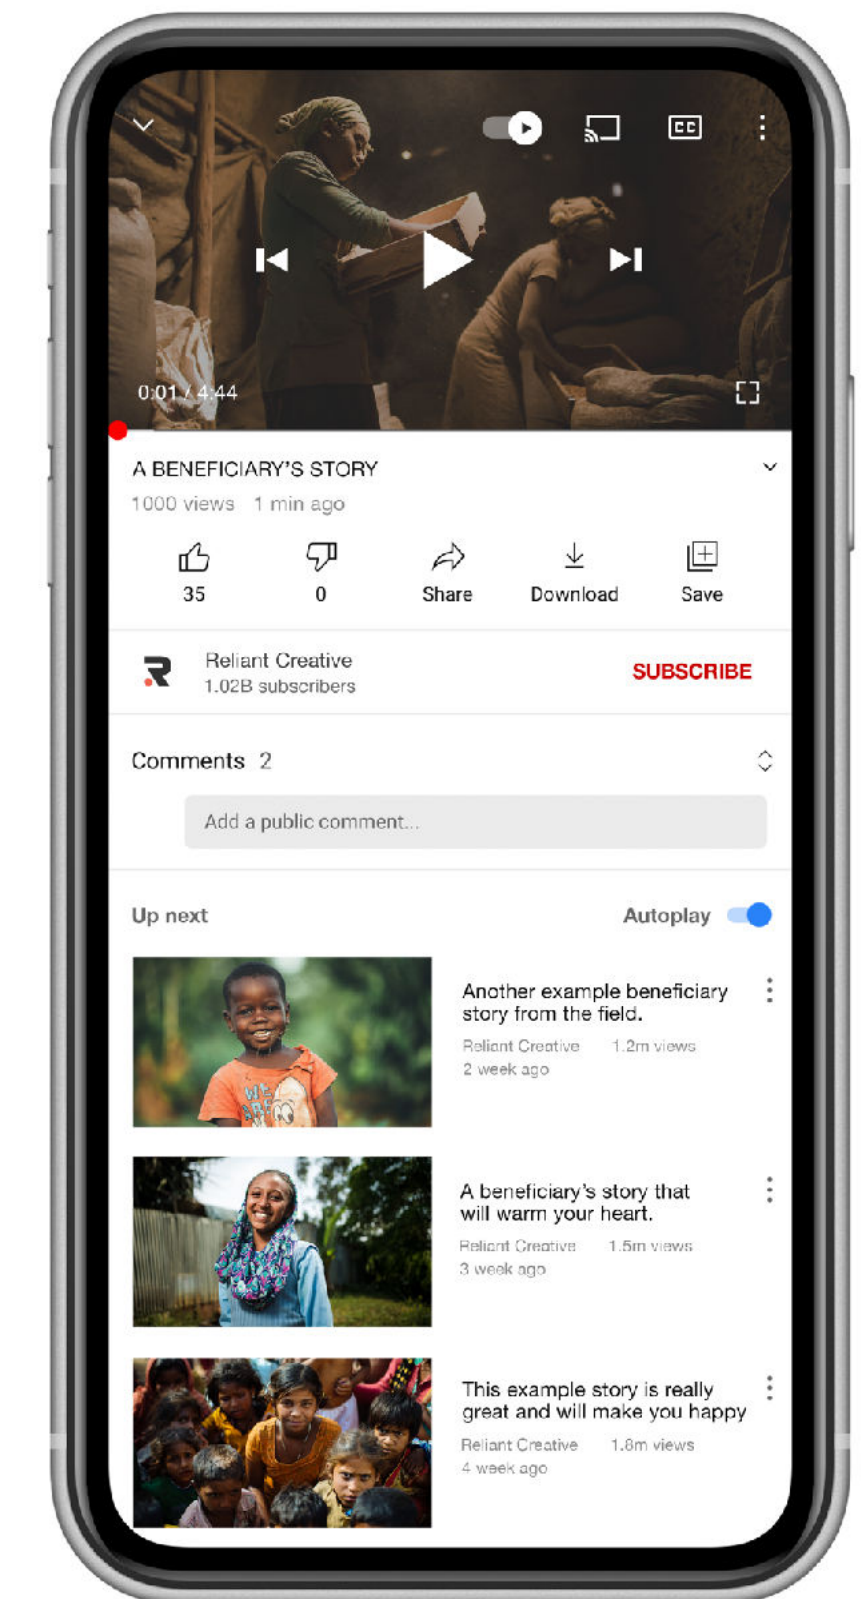 CC
0:01 / 4:44
A BENEFICIARY'S STORY
1000 views 1 min ago
35 0 Share Download Save
Reliant Creative
1.02B subscribers
SUBSCRIBE
Comments 2
Add a public comment...
Up next Autoplay
WE
ARE
Another example beneficiary
story from the field.
Reliant Creative 1.2m views
2 week ago
A beneficiary's story that
will warm your heart.
Reliant Creative 1.5m views
3 week ago
This example story is really
great and will make you happy
Reliant Creative 1.8m views
4 week ago